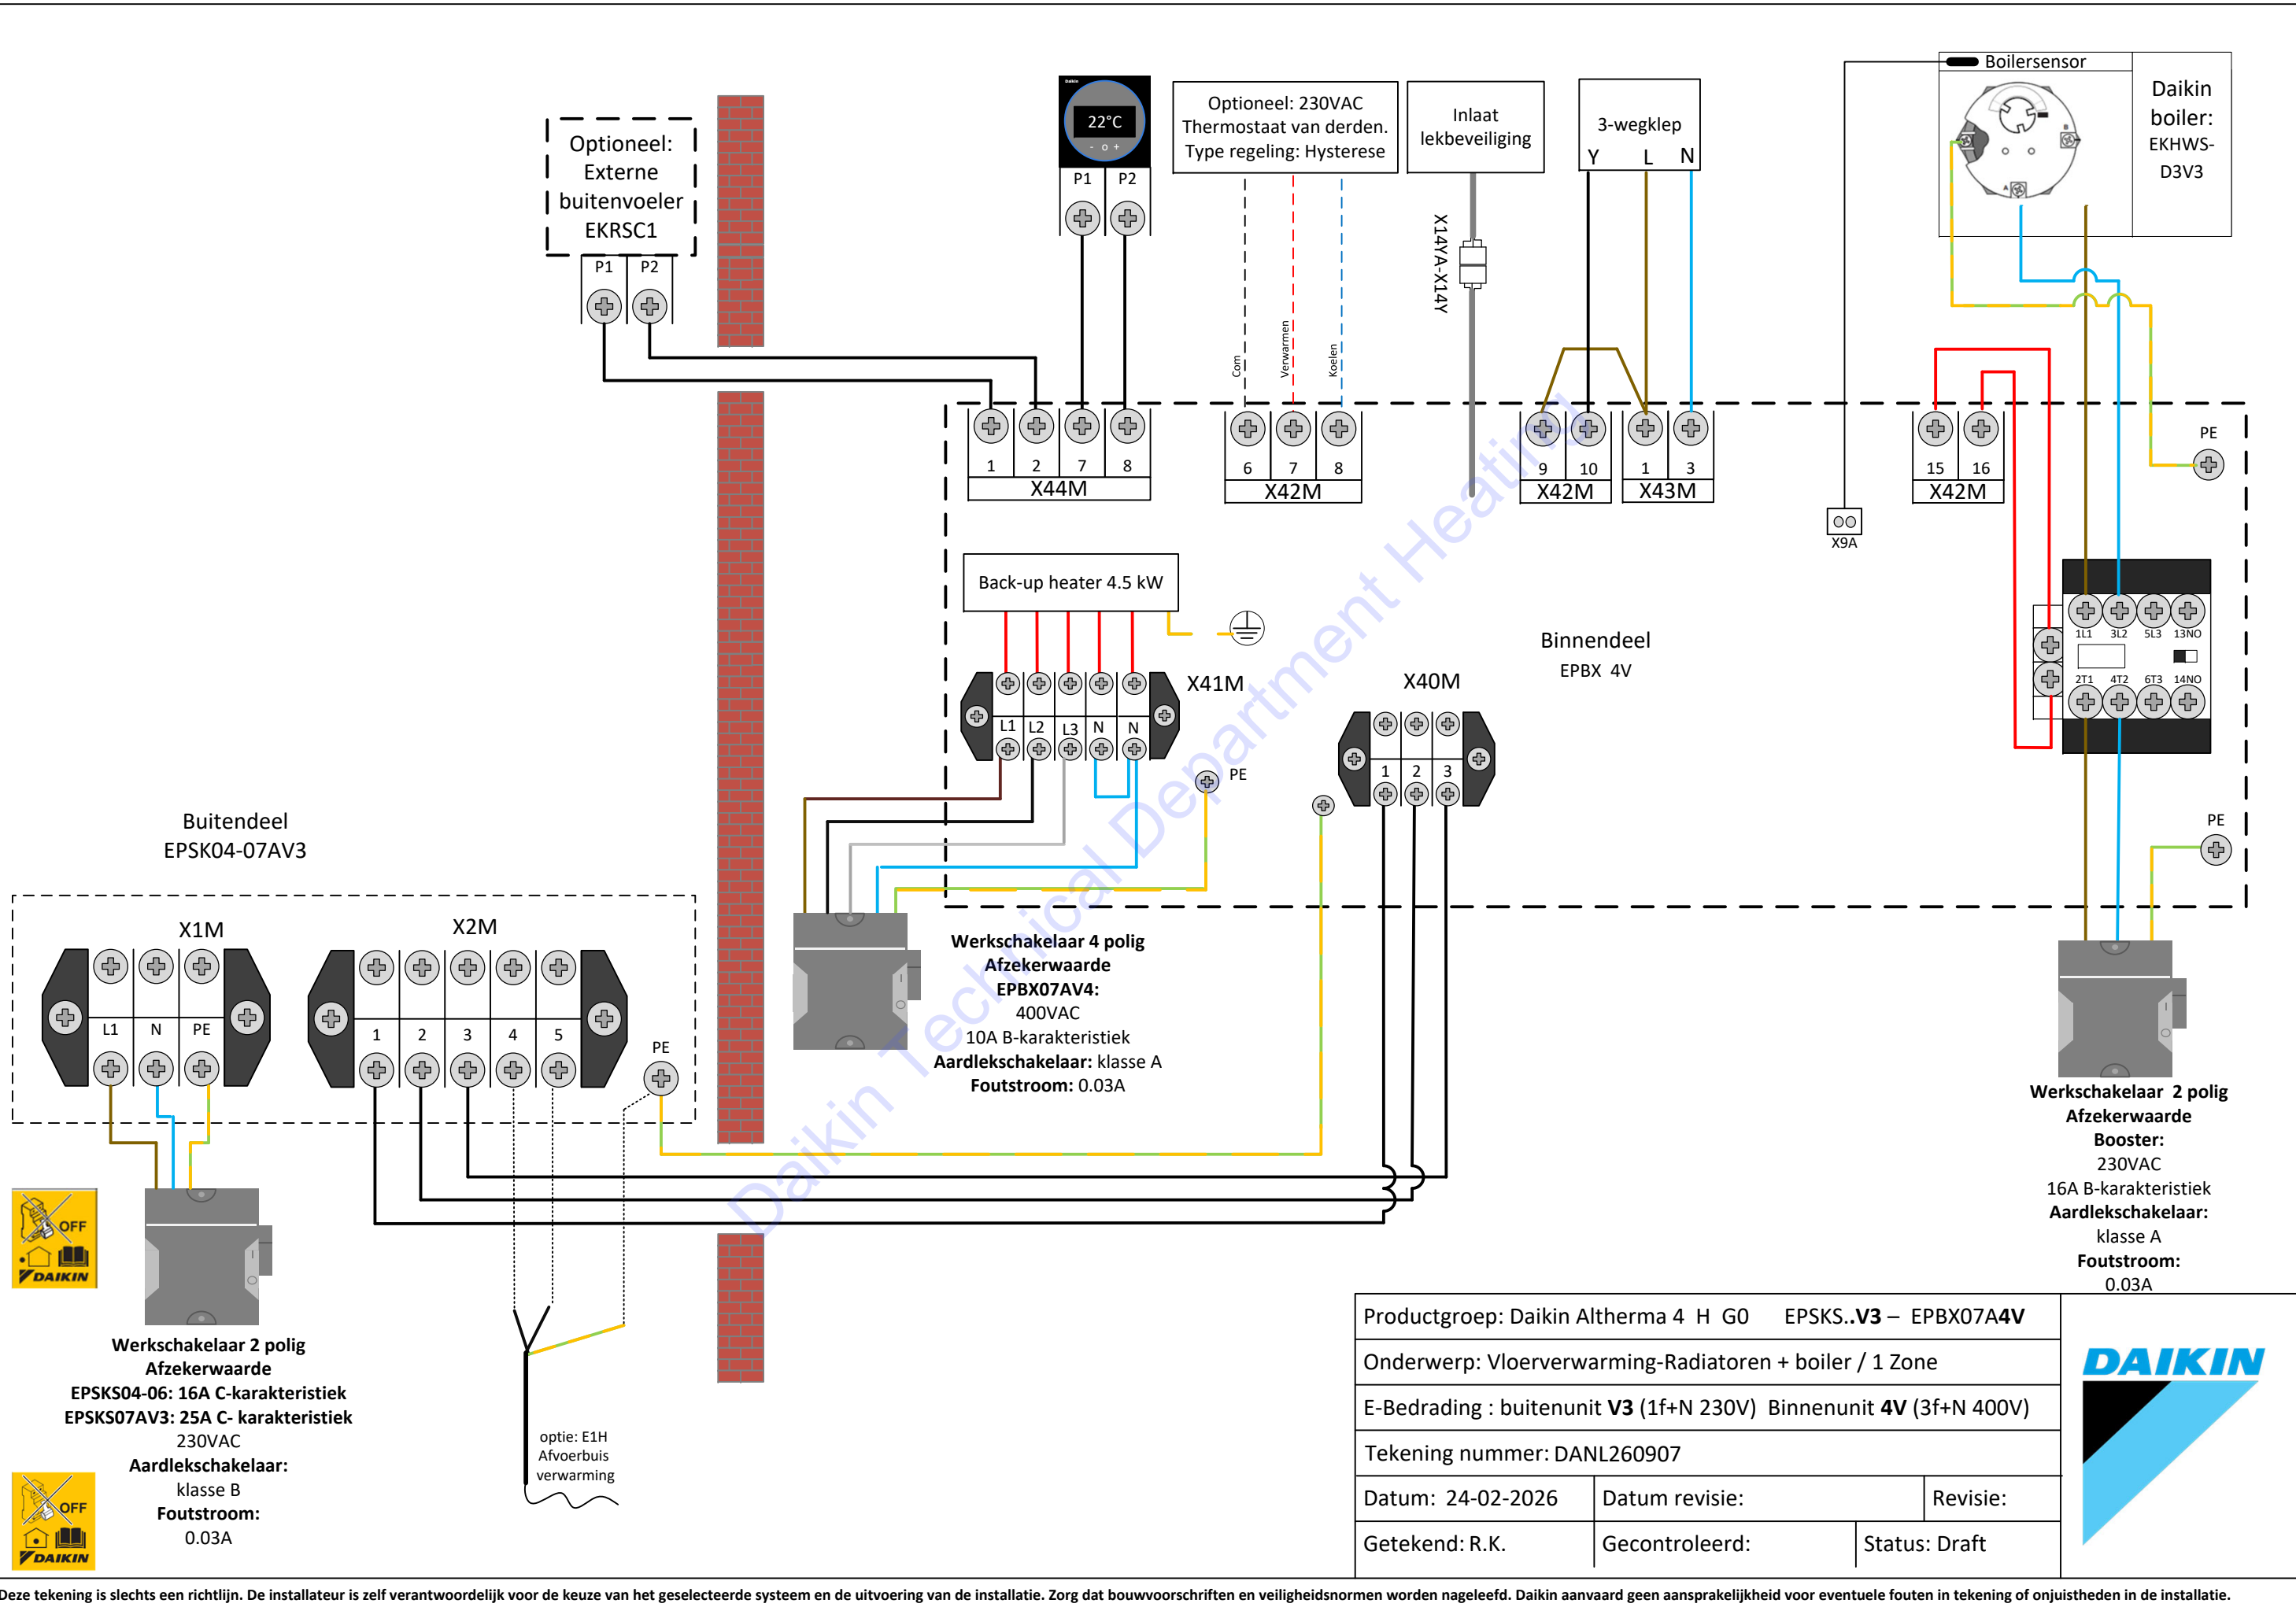 Boilersensor
Daikin
boiler:
EKHWS-
D3V3
Optioneel:
Externe
buitenvoeler
EKRSC1
P1 P2
Daikin
22°C
- o +
P1 P2
Optioneel: 230VAC
Thermostaat van derden.
Type regeling: Hysterese
Com
Verwarmen
Koelen
Inlaat
lekbeveiliging
X14YA-X14Y
3-wegklep
Y L N
A
B
1 2 7 8
X44M
6 7 8
X42M
9 10
X42M
1 3
X43M
15 16
X42M
PE
X9A
Back-up heater 4.5 kW
X41M
L1 L2 L3 N N
PE
X40M
1 2 3
Binnendeel
EPBX 4V
1L1 3L2 5L3 13NO
2T1 4T2 6T3 14NO
PE
Buitendeel
EPSK04-07AV3
X1M
L1 N PE
X2M
1 2 3 4 5
PE
Werkschakelaar 4 polig
Afzekerwaarde
EPBX07AV4:
400VAC
10A B-karakteristiek
Aardlekschakelaar: klasse A
Foutstroom: 0.03A
Werkschakelaar 2 polig
Afzekerwaarde
Booster:
230VAC
16A B-karakteristiek
Aardlekschakelaar:
klasse A
Foutstroom:
0.03A
OFF
DAIKIN
Werkschakelaar 2 polig
Afzekerwaarde
EPSKS04-06: 16A C-karakteristiek
EPSKS07AV3: 25A C- karakteristiek
230VAC
Aardlekschakelaar:
klasse B
Foutstroom:
0.03A
OFF
DAIKIN
optie: E1H
Afvoerbuis
verwarming
Daikin Technical Department Heating
Productgroep: Daikin Altherma 4 H G0 EPSKS..V3 – EPBX07A4V
Onderwerp: Vloerverwarming-Radiatoren + boiler / 1 Zone
E-Bedrading : buitenunit V3 (1f+N 230V) Binnenunit 4V (3f+N 400V)
Tekening nummer: DANL260907
Datum: 24-02-2026 Datum revisie: Revisie:
Getekend: R.K. Gecontroleerd: Status: Draft
DAIKIN
Deze tekening is slechts een richtlijn. De installateur is zelf verantwoordelijk voor de keuze van het geselecteerde systeem en de uitvoering van de installatie. Zorg dat bouwvoorschriften en veiligheidsnormen worden nageleefd. Daikin aanvaard geen aansprakelijkheid voor eventuele fouten in tekening of onjuistheden in de installatie.